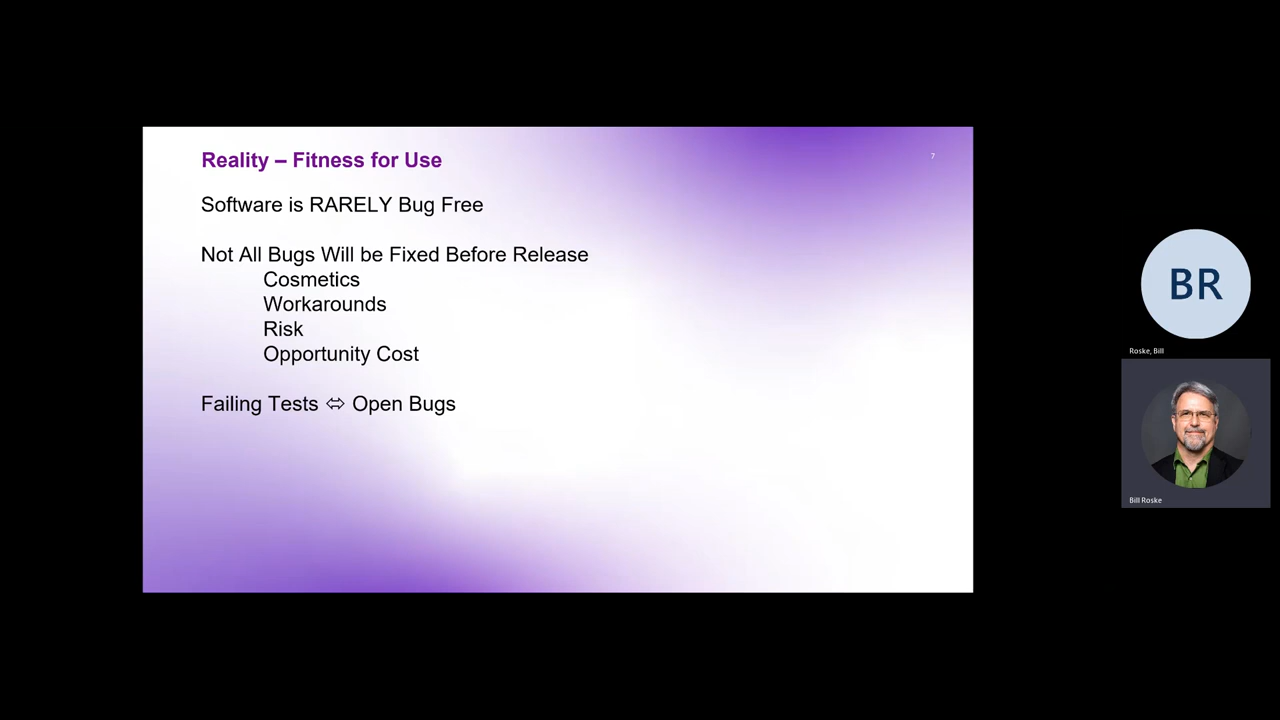 Reality – Fitness for Use
7
Software is RARELY Bug Free
Not All Bugs Will be Fixed Before Release
Cosmetics
Workarounds
Risk
Opportunity Cost
Failing Tests ⇔ Open Bugs
BR
Roske, Bill
Bill Roske